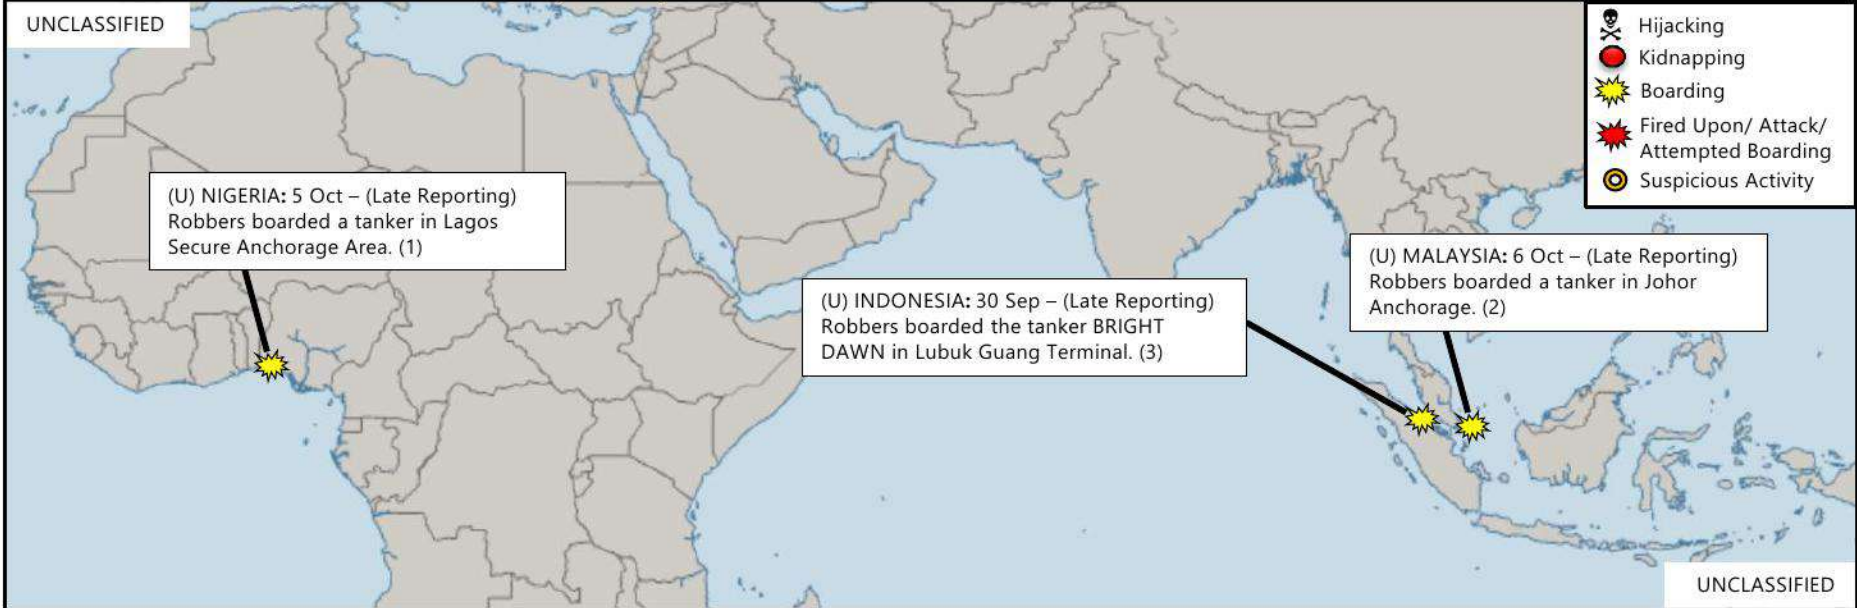 UNCLASSIFIED
Hijacking
Kidnapping
Boarding
Fired Upon/ Attack/
Attempted Boarding
Suspicious Activity
(U) NIGERIA: 5 Oct – (Late Reporting)
Robbers boarded a tanker in Lagos
Secure Anchorage Area. (1)
(U) INDONESIA: 30 Sep – (Late Reporting)
Robbers boarded the tanker BRIGHT
DAWN in Lubuk Guang Terminal. (3)
(U) MALAYSIA: 6 Oct – (Late Reporting)
Robbers boarded a tanker in Johor
Anchorage. (2)
UNCLASSIFIED